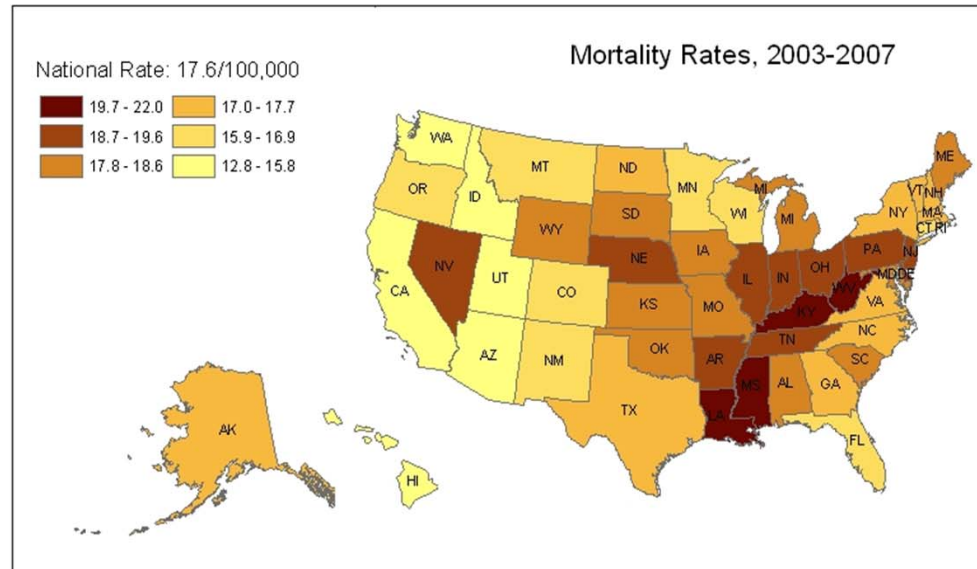 Mortality Rates, 2003-2007
National Rate: 17.6/100,000
19.7 - 22.0 17.0 - 17.7
18.7 - 19.6 15.9 - 16.9
17.8 - 18.6 12.8 - 15.8
WA
MT
ND
MN
ME
OR
ID
SD
WI
MI
MI
VT
NH
NY
MA
CT
RI
WY
IA
NE
PA
NJ
NV
UT
CO
IL
IN
OH
MD
DE
WV
VA
CA
KS
MO
KY
NC
TN
SC
AZ
NM
OK
AR
MS
AL
GA
TX
LA
FL
AK
HI